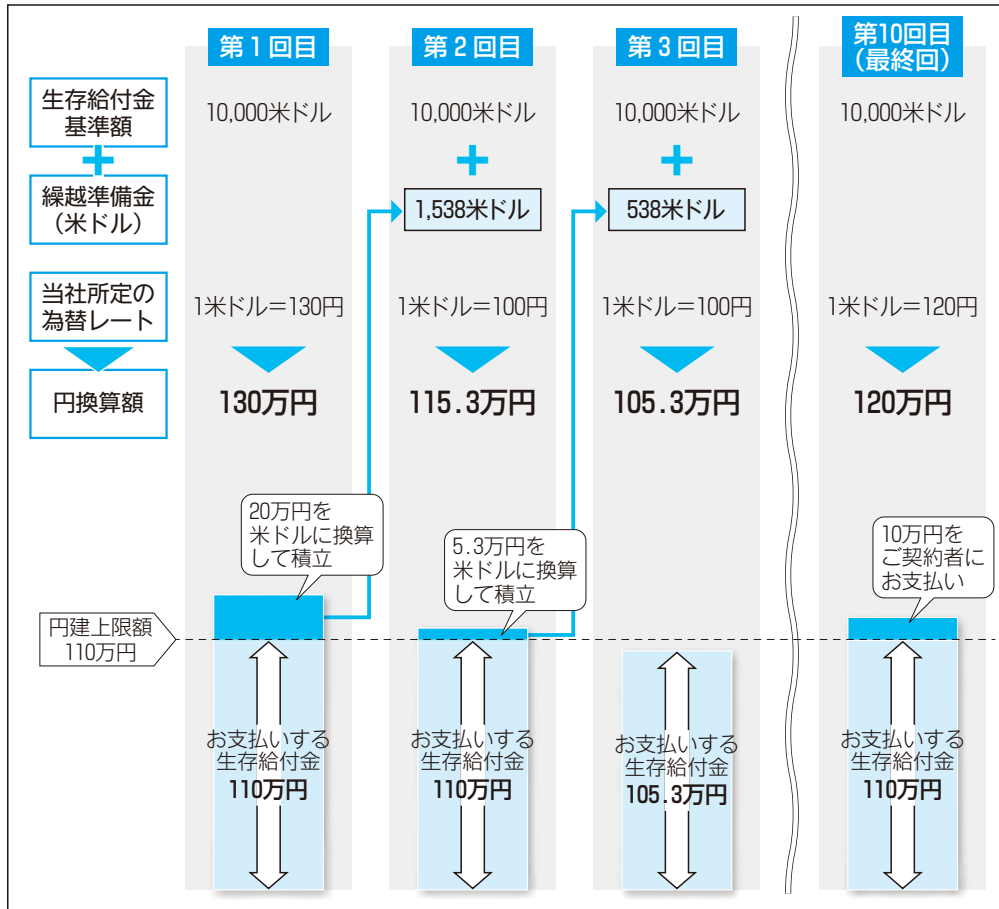 第1回目
第2回目
第3回目
第10回目
(最終回)
生存給付金
基準額
10,000米ドル
10,000米ドル
10,000米ドル
10,000米ドル
+
+
+
繰越準備金
(米ドル)
1,538米ドル
538米ドル
当社所定の
為替レート
1米ドル=130円
1米ドル=100円
1米ドル=100円
1米ドル=120円
円換算額
130万円
115.3万円
105.3万円
120万円
20万円を
米ドルに換算
して積立
5.3万円を
米ドルに換算
して積立
10万円を
ご契約者に
お支払い
円建上限額
110万円
お支払いする
生存給付金
110万円
お支払いする
生存給付金
110万円
お支払いする
生存給付金
105.3万円
お支払いする
生存給付金
110万円